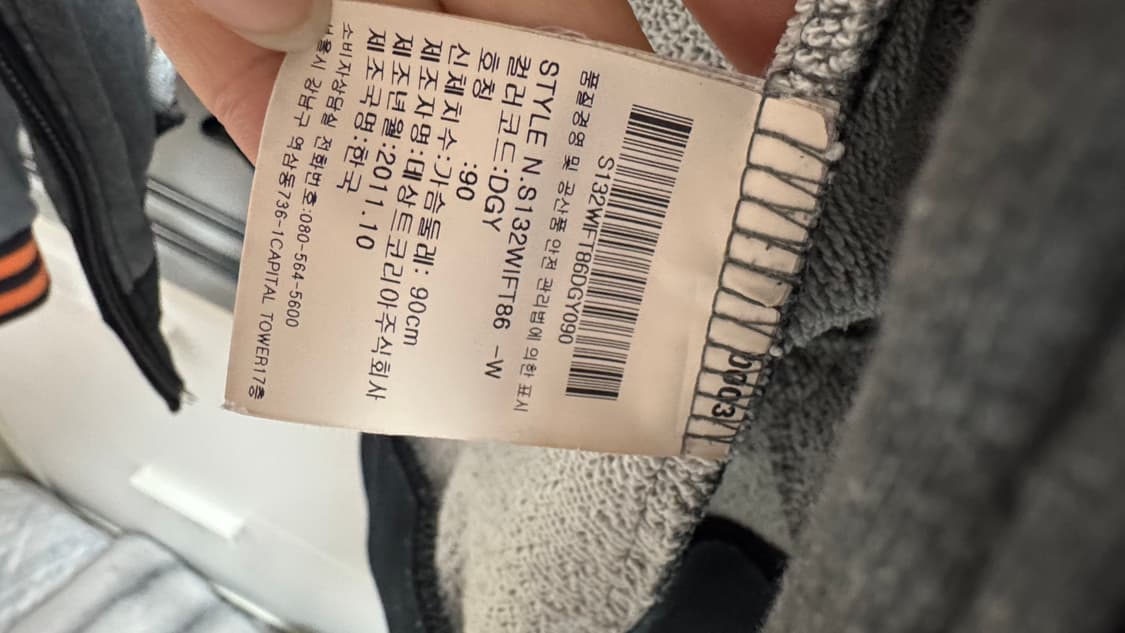 0003
S132WFT86DGY090
품질경영 및 공산품 안전 관리법에 의한 표시
STYLE N.S132WIFT86 -W
컬러코드:DGY
호칭 :90
신체치수:가슴둘레: 90cm
제조자명:대상트코리아주식회사
제조년월:2011.10
제조국명:한국
소비자상담실 전화번호:080-564-5600
서울시 강남구 역삼동736-1CAPITAL TOWER17층